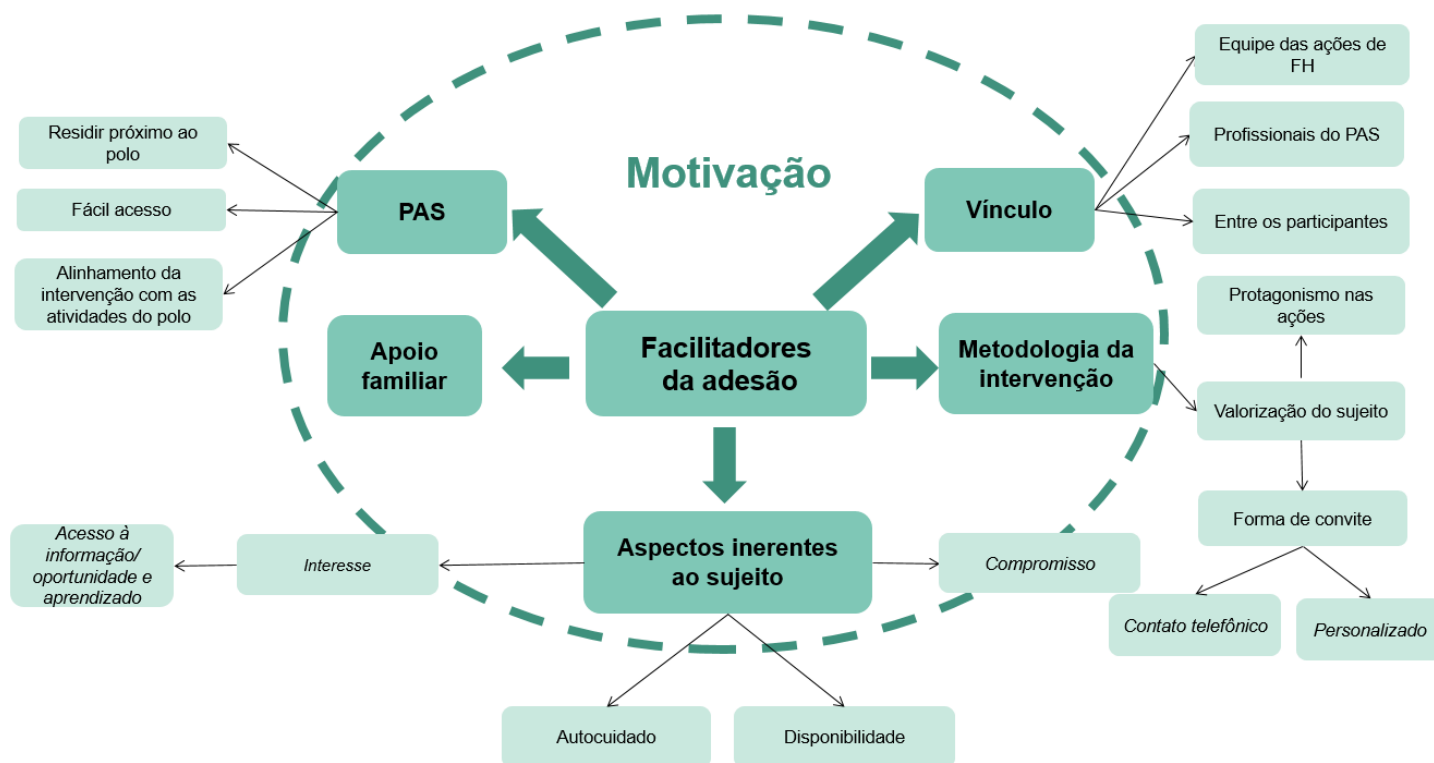 Motivação
PAS
Residir próximo ao
polo
Fácil acesso
Alinhamento da
intervenção com as
atividades do polo
Vínculo
Equipe das ações de
FH
Profissionais do PAS
Entre os participantes
Apoio
familiar
Facilitadores
da adesão
Metodologia da
intervenção
Protagonismo nas
ações
Valorização do sujeito
Forma de convite
Contato telefônico
Personalizado
Aspectos inerentes
ao sujeito
Interesse
Acesso à
informação/
oportunidade e
aprendizado
Compromisso
Autocuidado
Disponibilidade